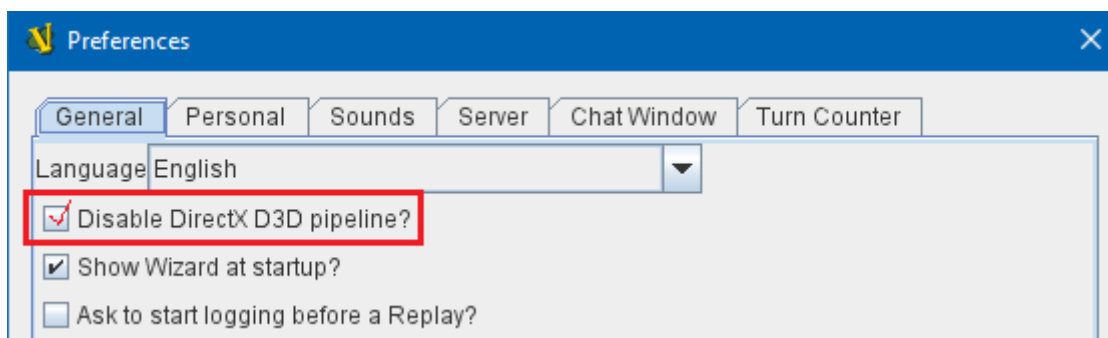 Preferences
General Personal Sounds Server Chat Window Turn Counter
Language English
Disable DirectX D3D pipeline?
Show Wizard at startup?
Ask to start logging before a Replay?